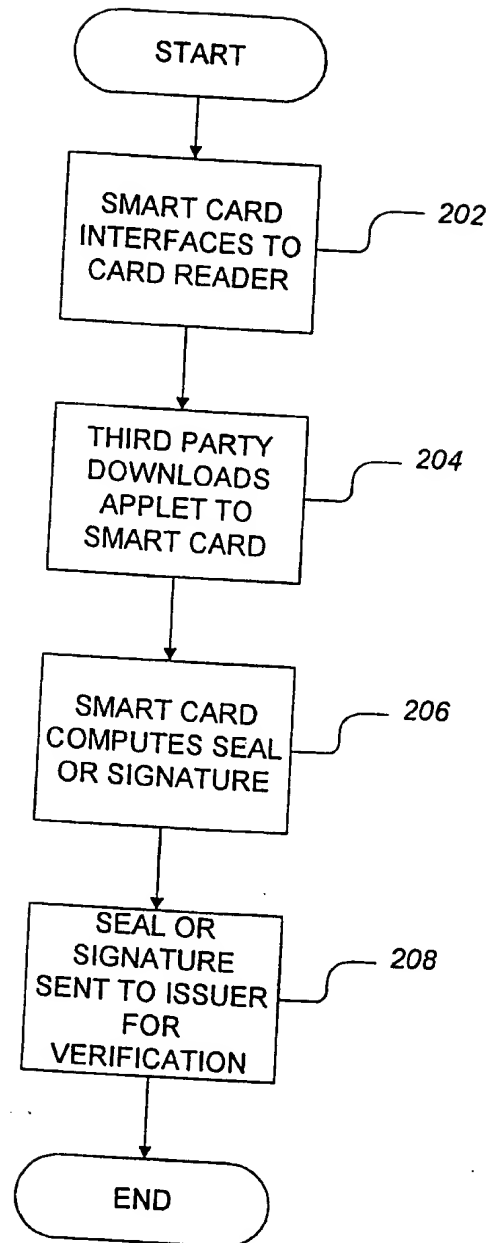 START
SMART CARD
INTERFACES TO
CARD READER
202
THIRD PARTY
DOWNLOADS
APPLET TO
SMART CARD
204
SMART CARD
COMPUTES SEAL
OR SIGNATURE
206
SEAL OR
SIGNATURE
SENT TO ISSUER
FOR
VERIFICATION
208
END